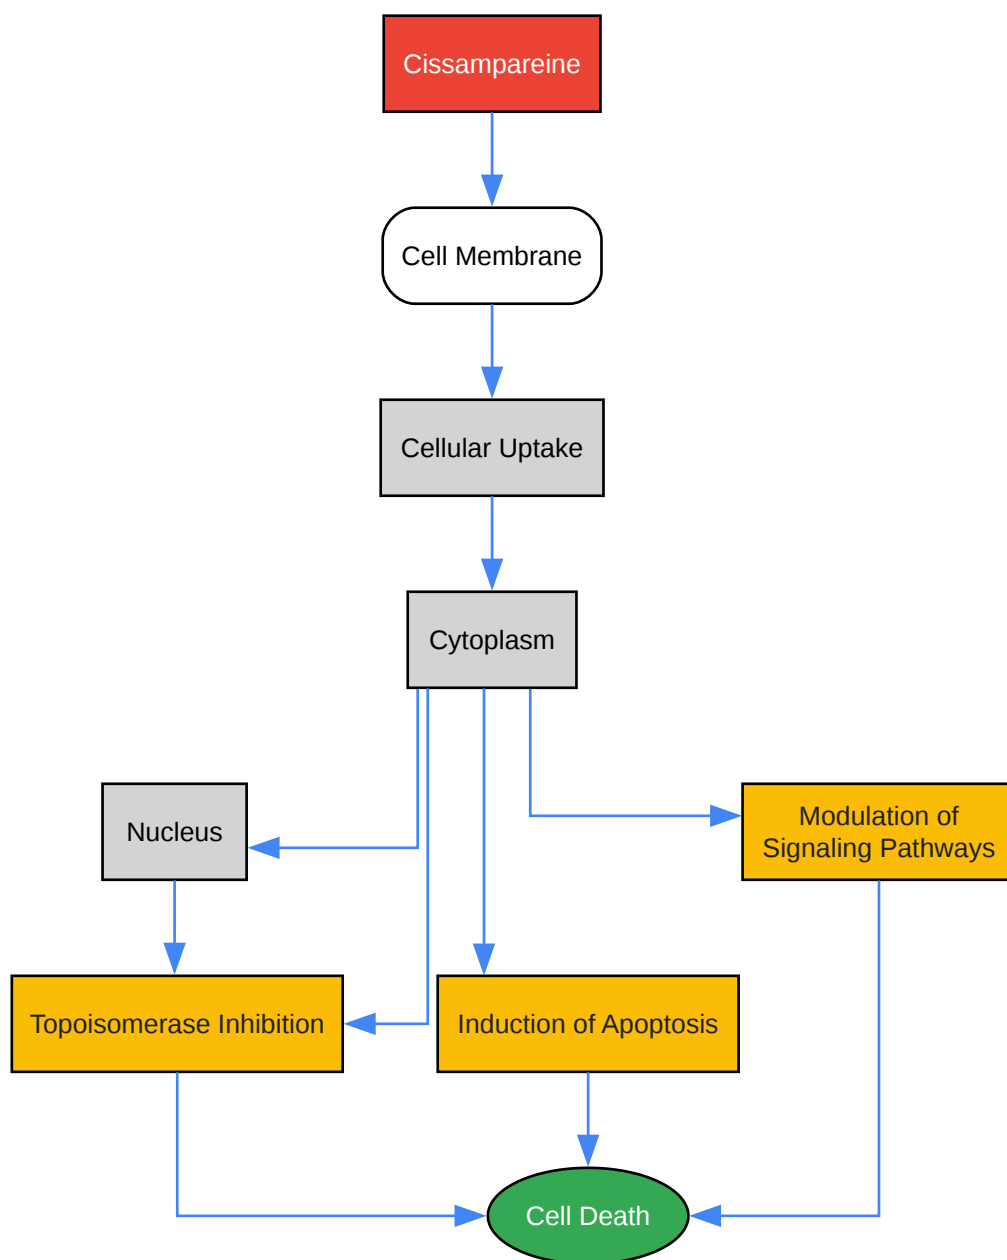 Cissampareine
Cell Membrane
Cellular Uptake
Cytoplasm
Nucleus
Modulation of
Signaling Pathways
Topoisomerase Inhibition
Induction of Apoptosis
Cell Death